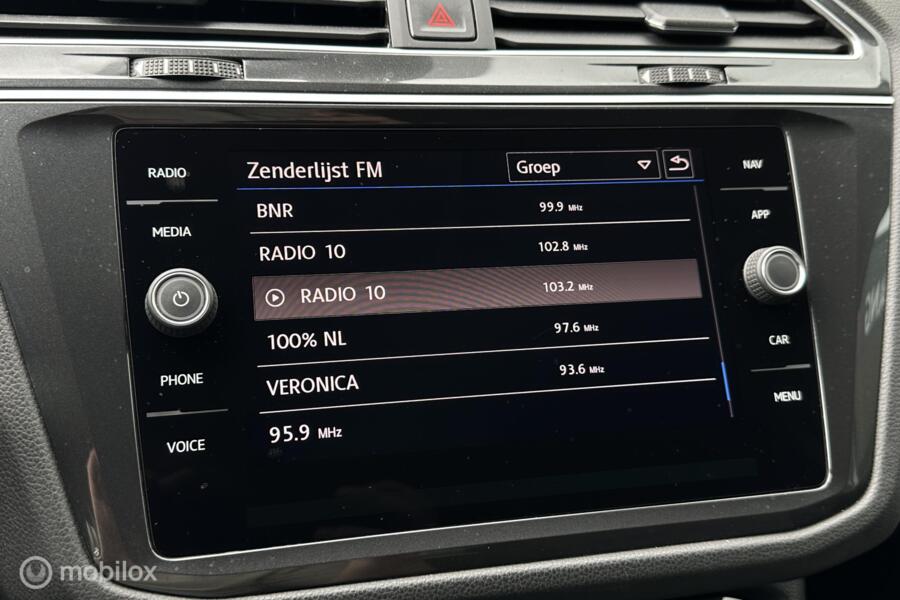 RADIO
MEDIA
PHONE
VOICE
Zenderlijst FM
Groep
BNR 99.9 MHz
RADIO 10 102.8 MHz
RADIO 10 103.2 MHz
100% NL 97.6 MHz
VERONICA 93.6 MHz
95.9 MHz
NAV
APP
CAR
MENU
mobilox